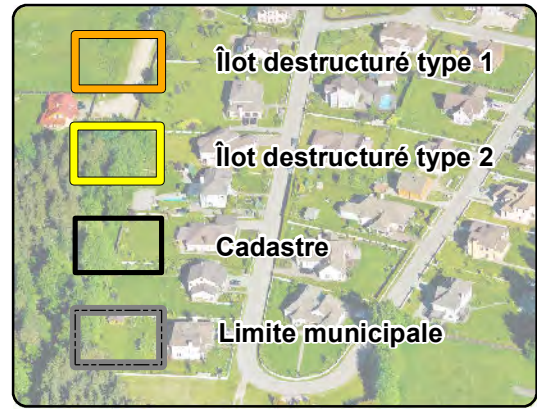 Îlot destructuré type 1
Îlot destructuré type 2
Cadastre
Limite municipale